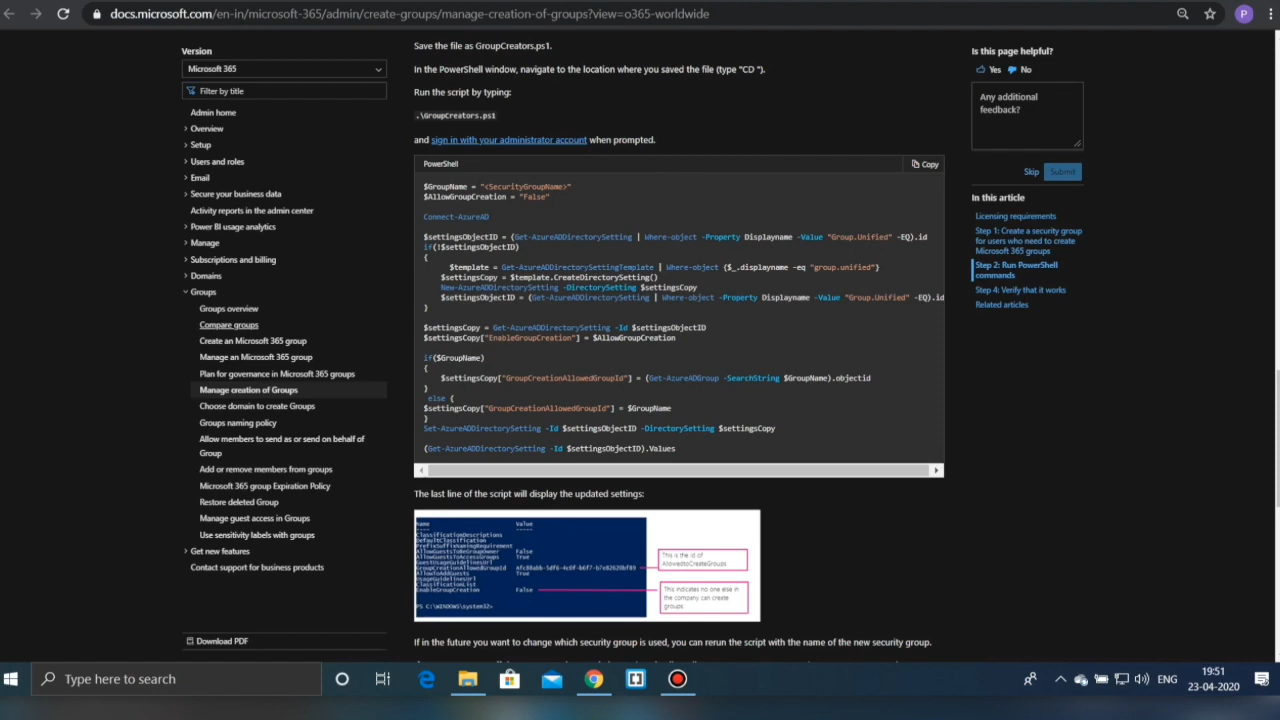 docs.microsoft.com/en-in/microsoft-365/admin/create-groups/manage-creation-of-groups?view=o365-worldwide
P
Version
Microsoft 365
Filter by title
Admin home
Overview
Setup
Users and roles
Email
Secure your business data
Activity reports in the admin center
Power BI usage analytics
Manage
Subscriptions and billing
Domains
Groups
Groups overview
Compare groups
Create an Microsoft 365 group
Manage an Microsoft 365 group
Plan for governance in Microsoft 365 groups
Manage creation of Groups
Choose domain to create Groups
Groups naming policy
Allow members to send as or send on behalf of
Group
Add or remove members from groups
Microsoft 365 group Expiration Policy
Restore deleted Group
Manage guest access in Groups
Use sensitivity labels with groups
Get new features
Contact support for business products
Download PDF
Save the file as GroupCreators.ps1.
In the PowerShell window, navigate to the location where you saved the file (type "CD ").
Run the script by typing:
.\GroupCreators.ps1
and sign in with your administrator account when prompted.
PowerShell
Copy
$GroupName = "<SecurityGroupName>"
$AllowGroupCreation = "False"
Connect-AzureAD
$settingsObjectID = (Get-AzureADDirectorySetting | Where-object -Property Displayname -Value "Group.Unified" -EQ).id
if(!$settingsObjectID)
{
$template = Get-AzureADDirectorySettingTemplate | Where-object {$_.displayname -eq "group.unified"}
$settingsCopy = $template.CreateDirectorySetting()
New-AzureADDirectorySetting -DirectorySetting $settingsCopy
$settingsObjectID = (Get-AzureADDirectorySetting | Where-object -Property Displayname -Value "Group.Unified" -EQ).id
}
$settingsCopy = Get-AzureADDirectorySetting -Id $settingsObjectID
$settingsCopy["EnableGroupCreation"] = $AllowGroupCreation
if($GroupName)
{
$settingsCopy["GroupCreationAllowedGroupId"] = (Get-AzureADGroup -SearchString $GroupName).objectid
}
else {
$settingsCopy["GroupCreationAllowedGroupId"] = $GroupName
}
Set-AzureADDirectorySetting -Id $settingsObjectID -DirectorySetting $settingsCopy
(Get-AzureADDirectorySetting -Id $settingsObjectID).Values
The last line of the script will display the updated settings:
Name Value
ClassificationDescriptions
DefaultClassification
PrefixSuffixNamingRequirement
AllowGuestsToBeGroupOwner False
AllowGuestsToAccessGroups True
GuestUsageGuidelinesUrl
GroupCreationAllowedGroupId
AllowToAddGuests True
UsageGuidelinesUrl
ClassificationList
EnableGroupCreation False
PS C:\WINDOWS\system32>
This is the Id of
AllowedtoCreateGroups
This indicates no one else in
the company can create
groups
If in the future you want to change which security group is used, you can rerun the script with the name of the new security group.
Is this page helpful?
Yes No
Any additional
feedback?
Skip Submit
In this article
Licensing requirements
Step 1: Create a security group
for users who need to create
Microsoft 365 groups
Step 2: Run PowerShell
commands
Step 4: Verify that it works
Related articles
Type here to search
ENG
19:51
23-04-2020